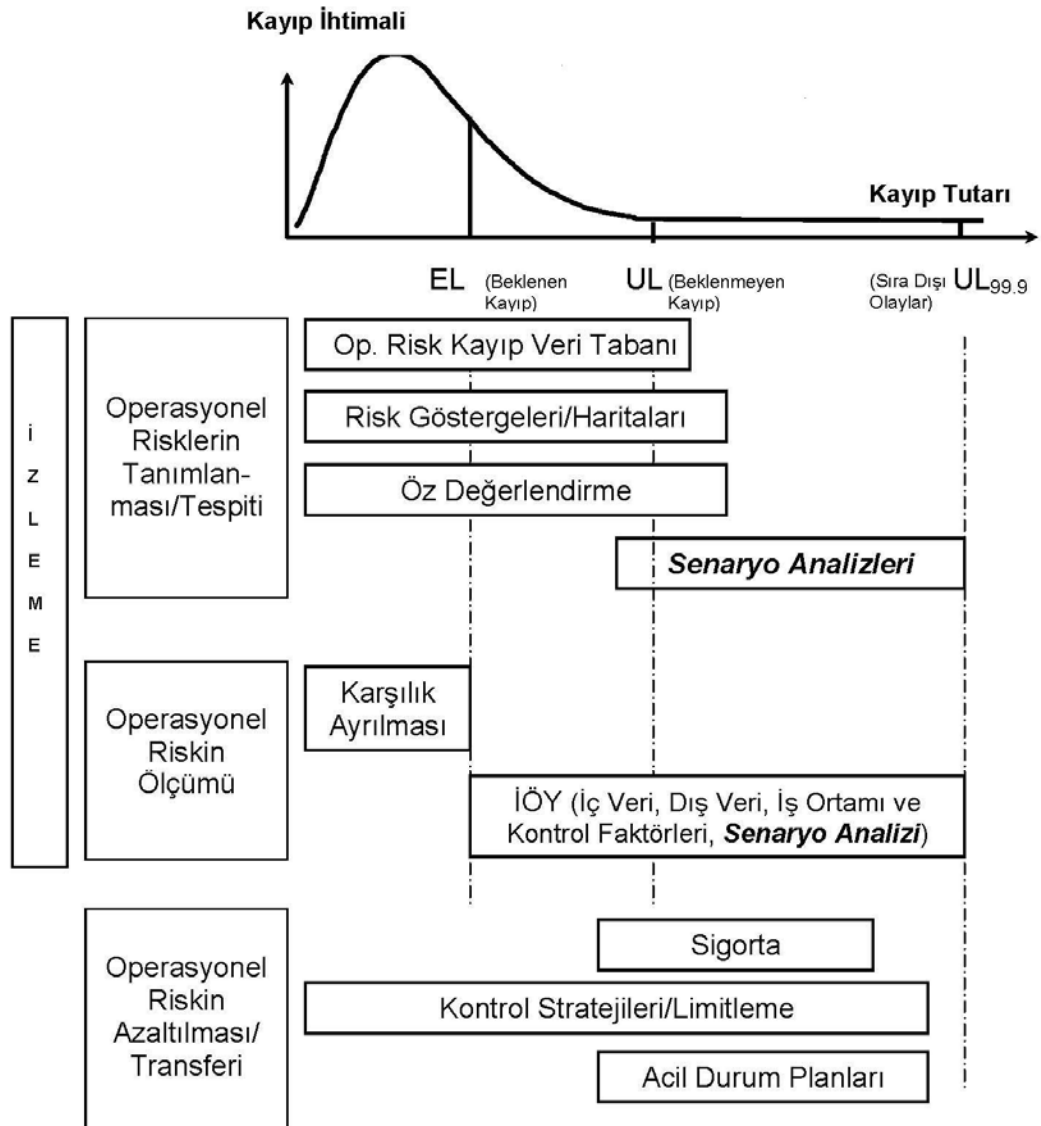 Kayıp İhtimali
Kayıp Tutarı
EL (Beklenen
Kayıp)
UL (Beklenmeyen
Kayıp)
(Sıra Dışı
Olaylar) UL99.9
İZLEME
Operasyonel
Risklerin
Tanımlan-
ması/Tespiti
Op. Risk Kayıp Veri Tabanı
Risk Göstergeleri/Haritaları
Öz Değerlendirme
Senaryo Analizleri
Operasyonel
Riskin
Ölçümü
Karşılık
Ayrılması
İÖY (İç Veri, Dış Veri, İş Ortamı ve
Kontrol Faktörleri, Senaryo Analizi)
Operasyonel
Riskin
Azaltılması/
Transferi
Sigorta
Kontrol Stratejileri/Limitleme
Acil Durum Planları